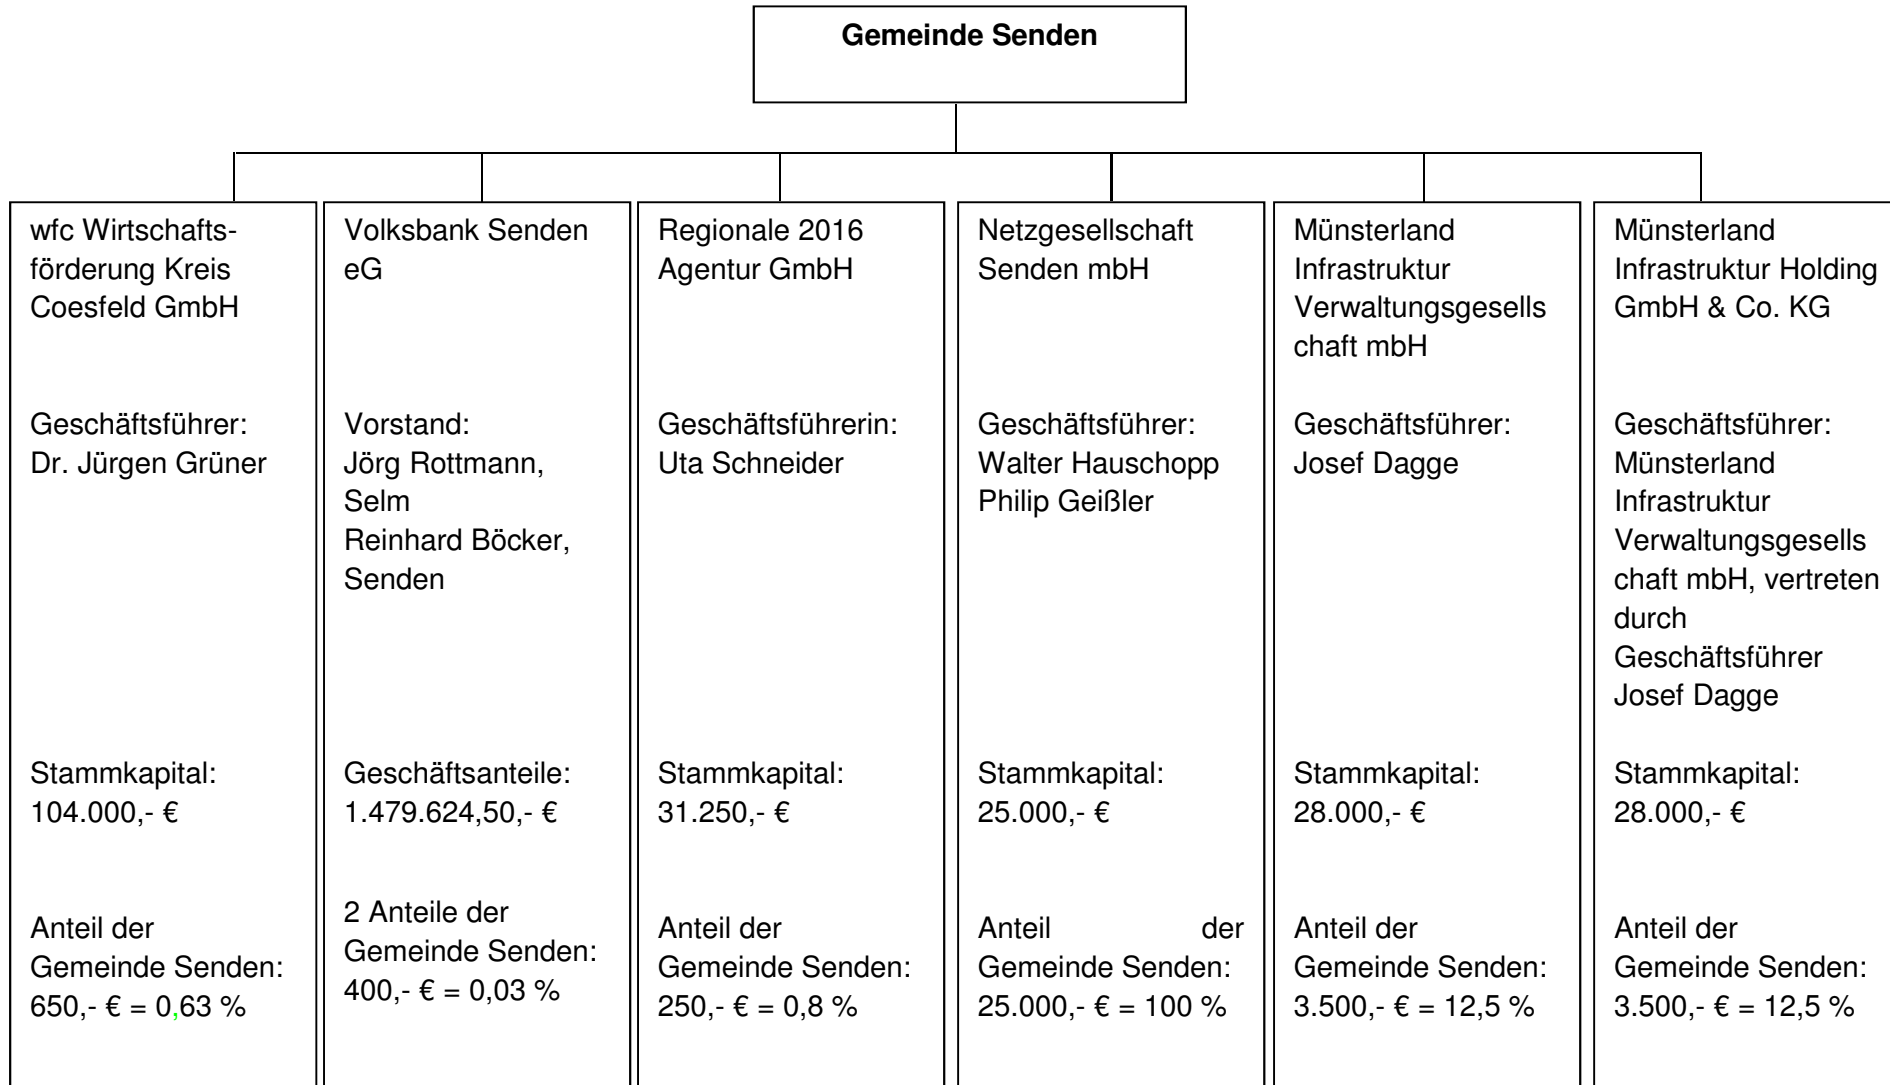 Gemeinde Senden
wfc Wirtschafts-
förderung Kreis
Coesfeld GmbH
Geschäftsführer:
Dr. Jürgen Grüner
Stammkapital:
104.000,- €
Anteil der
Gemeinde Senden:
650,- € = 0,63 %
Volksbank Senden
eG
Vorstand:
Jörg Rottmann,
Selm
Reinhard Böcker,
Senden
Geschäftsanteile:
1.479.624,50,- €
2 Anteile der
Gemeinde Senden:
400,- € = 0,03 %
Regionale 2016
Agentur GmbH
Geschäftsführerin:
Uta Schneider
Stammkapital:
31.250,- €
Anteil der
Gemeinde Senden:
250,- € = 0,8 %
Netzgesellschaft
Senden mbH
Geschäftsführer:
Walter Hauschopp
Philip Geißler
Stammkapital:
25.000,- €
Anteil der
Gemeinde Senden:
25.000,- € = 100 %
Münsterland
Infrastruktur
Verwaltungsgesells
chaft mbH
Geschäftsführer:
Josef Dagge
Stammkapital:
28.000,- €
Anteil der
Gemeinde Senden:
3.500,- € = 12,5 %
Münsterland
Infrastruktur Holding
GmbH & Co. KG
Geschäftsführer:
Münsterland
Infrastruktur
Verwaltungsgesells
chaft mbH, vertreten
durch
Geschäftsführer
Josef Dagge
Stammkapital:
28.000,- €
Anteil der
Gemeinde Senden:
3.500,- € = 12,5 %